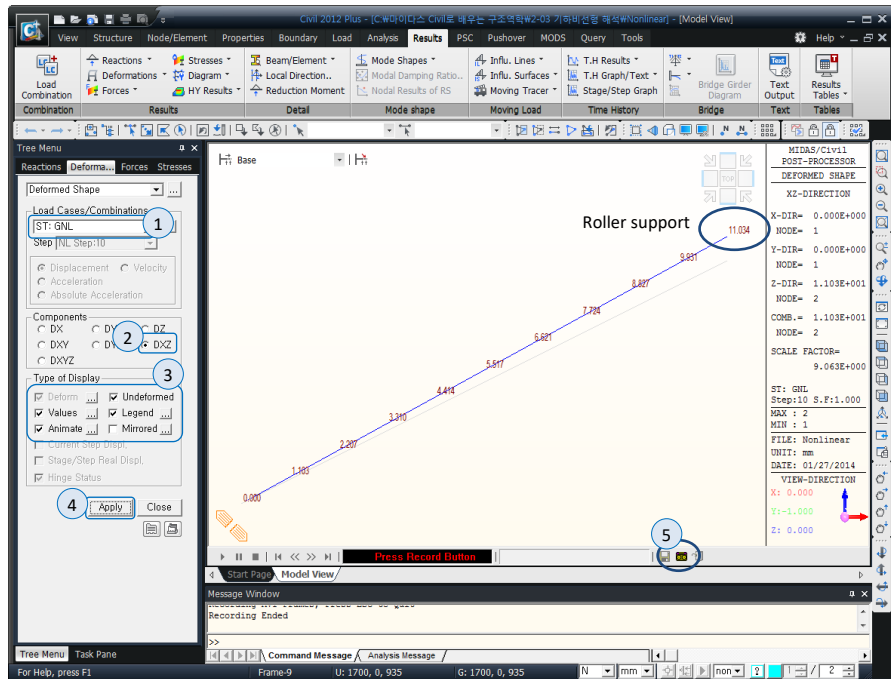 Civil 2012 Plus - [C:₩마이다스 Civil로 배우는 구조역학₩2-03 기하비선형 해석₩Nonlinear] - [Model View]
View Structure Node/Element Properties Boundary Load Analysis Results PSC Pushover MODS Query Tools Help
Load Combination
Reactions Stresses
Deformations Diagram
Forces HY Results
Beam/Element
Local Direction..
Reduction Moment
Mode Shapes
Modal Damping Ratio..
Nodal Results of RS
Influ. Lines
Influ. Surfaces
Moving Tracer
T.H Results
T.H Graph/Text
Stage/Step Graph
Bridge Girder Diagram
Text
Text Output
Results Tables
Combination Results Detail Mode shape Moving Load Time History Bridge Text Tables
Tree Menu
Reactions Deforma... Forces Stresses
Deformed Shape ...
Load Cases/Combinations
ST: GNL
1
Step NL Step:10
Displacement Velocity
Acceleration
Absolute Acceleration
Components
DX DY DZ
2
DXY DY DXZ
DXYZ
3
Type of Display
Deform ... Undeformed
Values ... Legend ...
Animate ... Mirrored ...
Current Step Displ.
Stage/Step Real Displ.
Hinge Status
4
Apply Close
Base
TOP
Roller support
11.034
9.931
8.827
7.724
6.621
5.517
4.414
3.310
2.207
1.103
0.000
MIDAS/Civil
POST-PROCESSOR
DEFORMED SHAPE
XZ-DIRECTION
X-DIR= 0.000E+000
NODE= 1
Y-DIR= 0.000E+000
NODE= 1
Z-DIR= 1.103E+001
NODE= 2
COMB.= 1.103E+001
NODE= 2
SCALE FACTOR=
9.063E+000
ST: GNL
Step:10 S.F:1.000
MAX : 2
MIN : 1
FILE: Nonlinear
UNIT: mm
DATE: 01/27/2014
VIEW-DIRECTION
X: 0.000
Y:-1.000
Z: 0.000
5
Press Record Button
Start Page Model View
Message Window
Recording Ended
>>
Command Message Analysis Message
Tree Menu Task Pane
For Help, press F1 Frame-9 U: 1700, 0, 935 G: 1700, 0, 935 N mm non ? 1 / 2